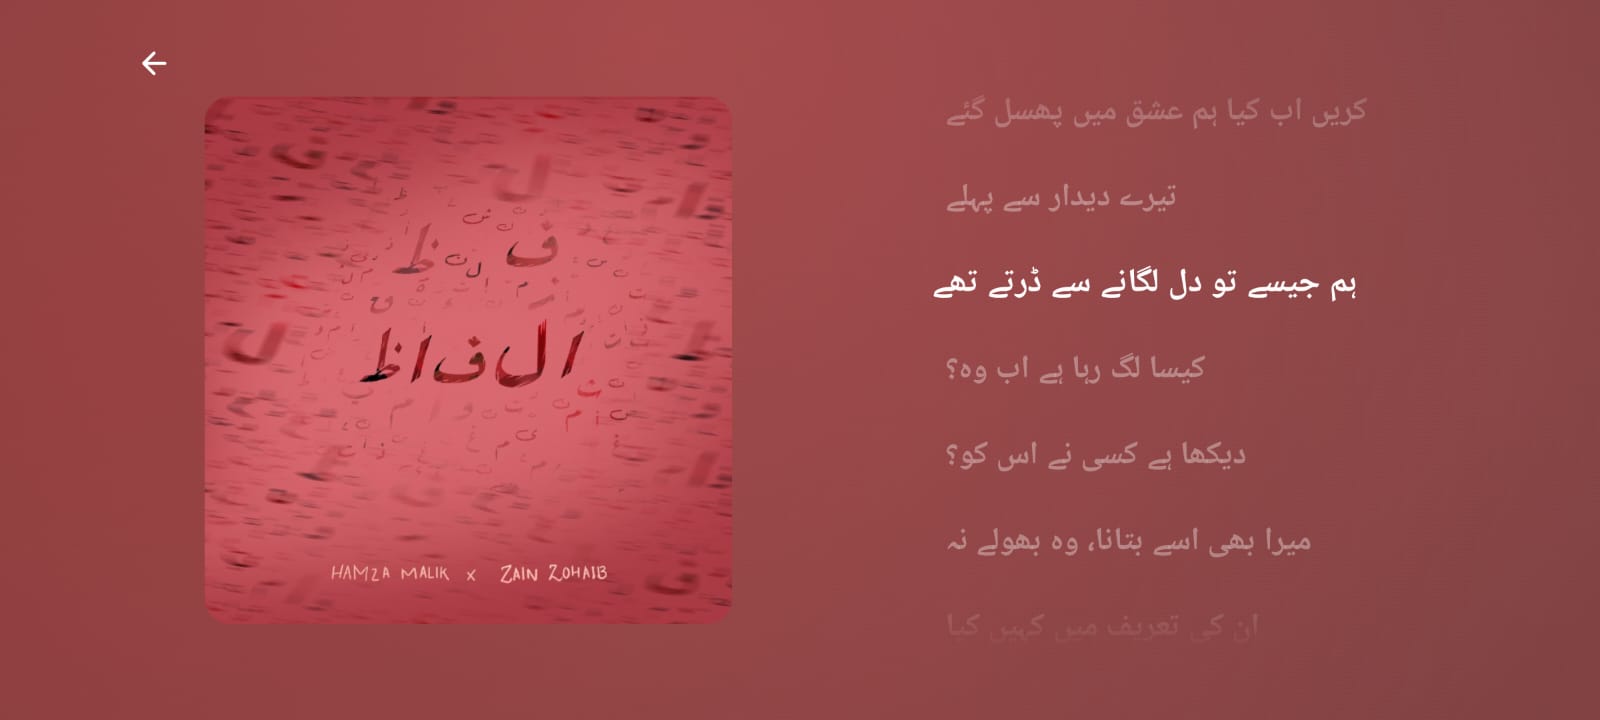 ف
ظ
الفاظ
HAMZA MALIK x ZAIN ZOHAIB
کریں اب کیا ہم عشق میں پھسل گئے
تیرے دیدار سے پہلے
ہم جیسے تو دل لگانے سے ڈرتے تھے
کیسا لگ رہا ہے اب وہ؟
دیکھا ہے کسی نے اس کو؟
میرا بھی اسے بتانا، وہ بھولے نہ
ان کی تعریف میں کہیں کیا